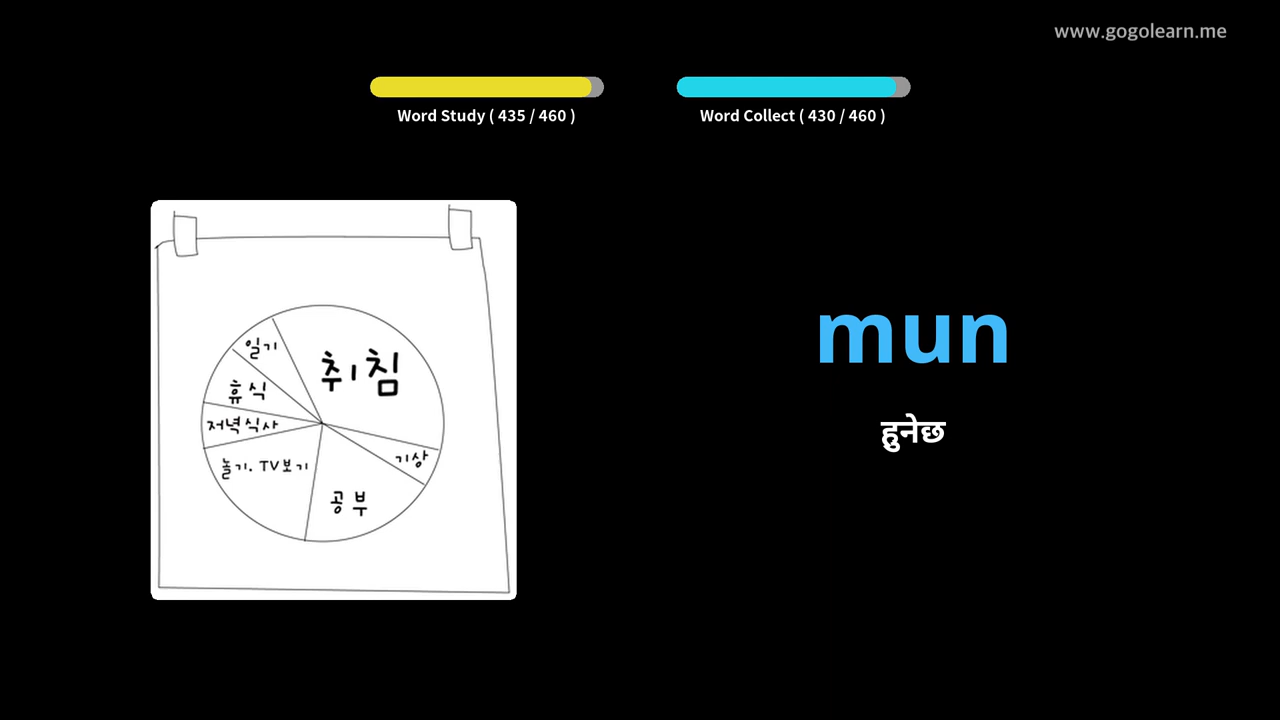 www.gogolearn.me
Word Study ( 435 / 460 )
Word Collect ( 430 / 460 )
일기
취침
휴식
저녁식사
기상
놀기. TV보기
공부
mun
हुनेछ